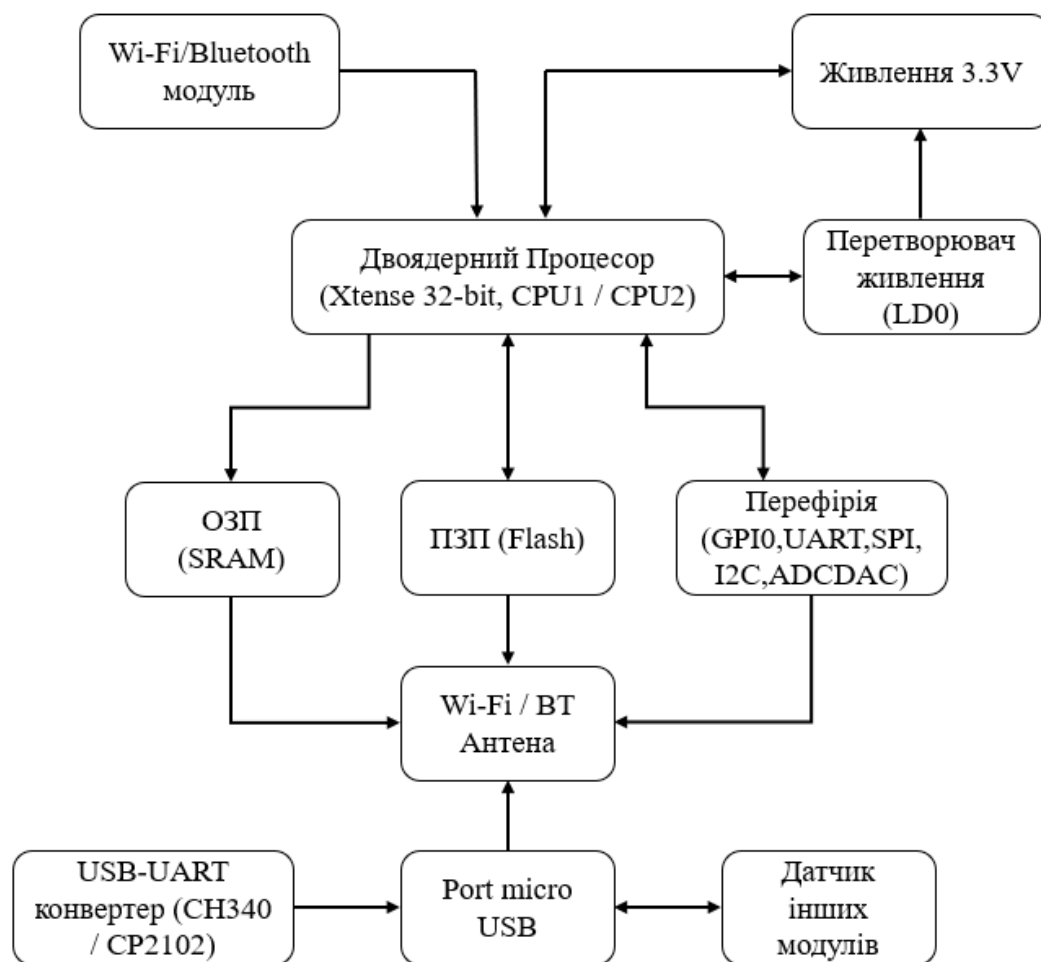 Wi-Fi/Bluetooth
модуль
Живлення 3.3V
Двоядерний Процесор
(Xtense 32-bit, CPU1 / CPU2)
Перетворювач
живлення
(LD0)
ОЗП
(SRAM)
ПЗП (Flash)
Перефірія
(GPI0,UART,SPI,
I2C,ADCDAC)
Wi-Fi / BT
Антена
USB-UART
конвертер (CH340
/ CP2102)
Port micro
USB
Датчик
інших
модулів